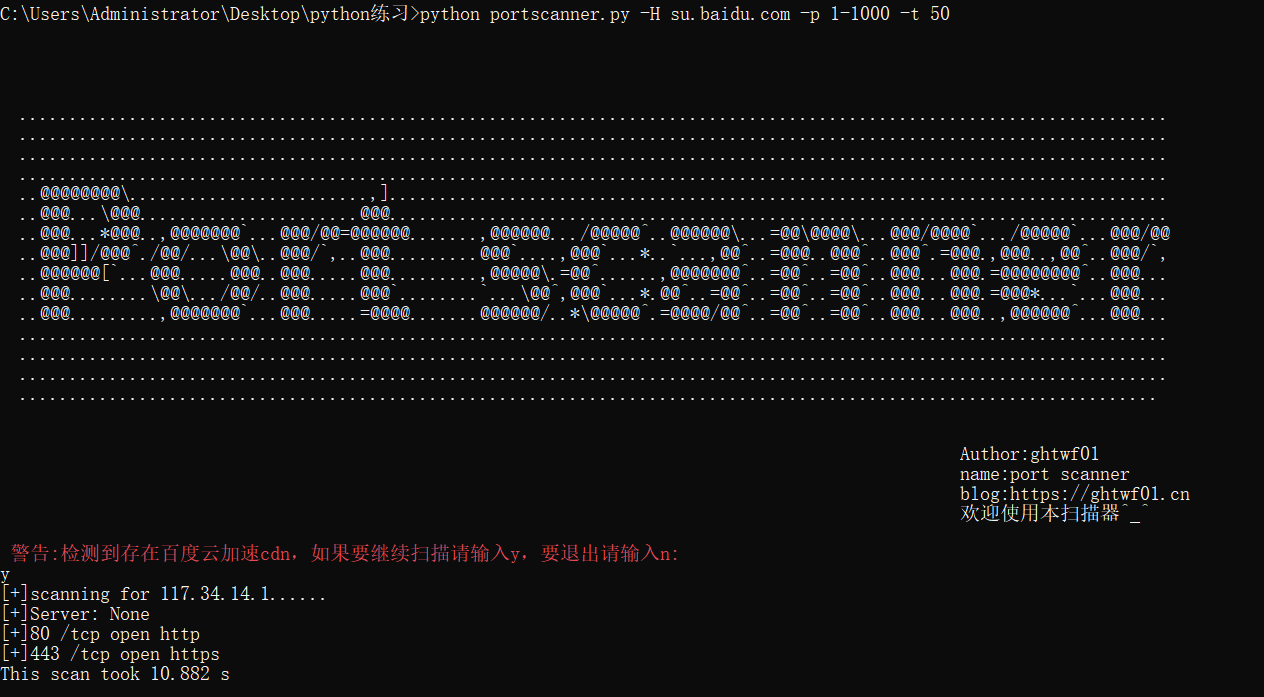 C:\Users\Administrator\Desktop\python练习>python portscanner.py -H su.baidu.com -p 1-1000 -t 50
Port Scanner
Author:ghtwf01
name:port scanner
blog:https://ghtwf01.cn
欢迎使用本扫描器^_^
警告:检测到存在百度云加速cdn，如果要继续扫描请输入y，要退出请输入n:
y
[+]scanning for 117.34.14.1......
[+]Server: None
[+]80 /tcp open http
[+]443 /tcp open https
This scan took 10.882 s